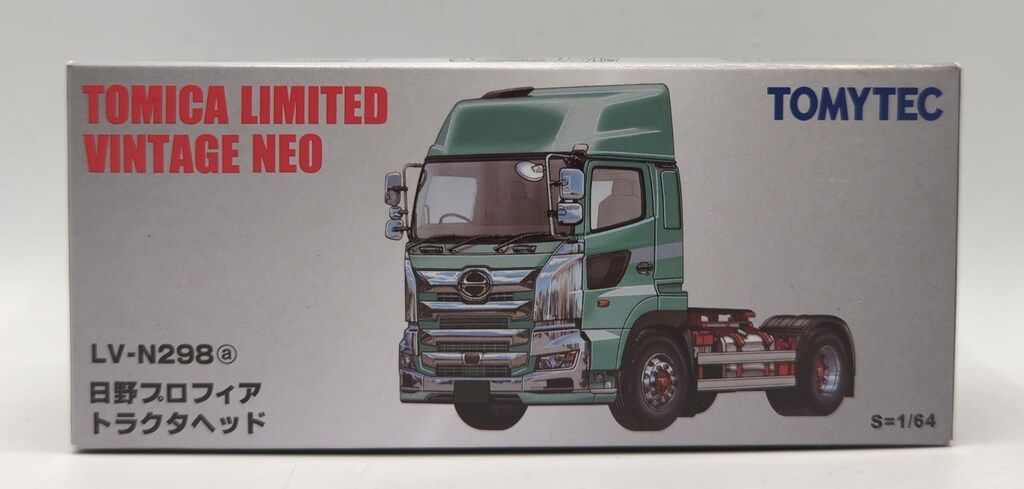 TOMICA LIMITED
VINTAGE NEO
TOMYTEC
LV-N298ⓐ
日野プロフィア
トラクタヘッド
S=1/64